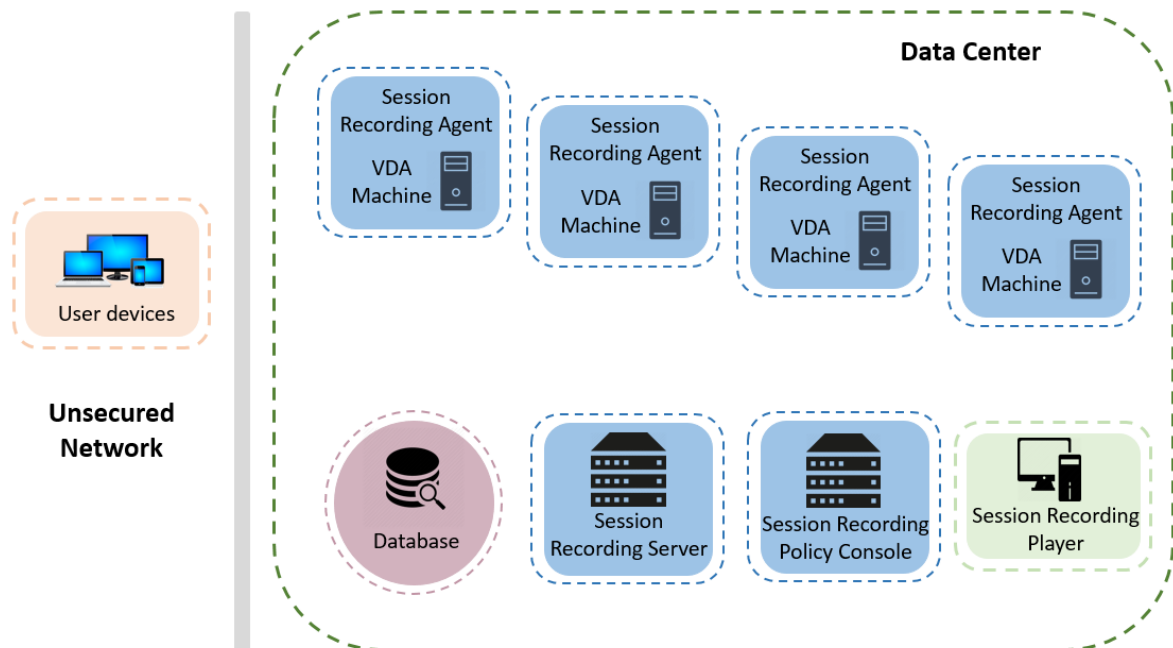 Data Center
Session
Recording Agent
VDA
Machine
Session
Recording Agent
VDA
Machine
Session
Recording Agent
VDA
Machine
Session
Recording Agent
VDA
Machine
User devices
Unsecured
Network
Database
Session
Recording Server
Session Recording
Policy Console
Session Recording
Player